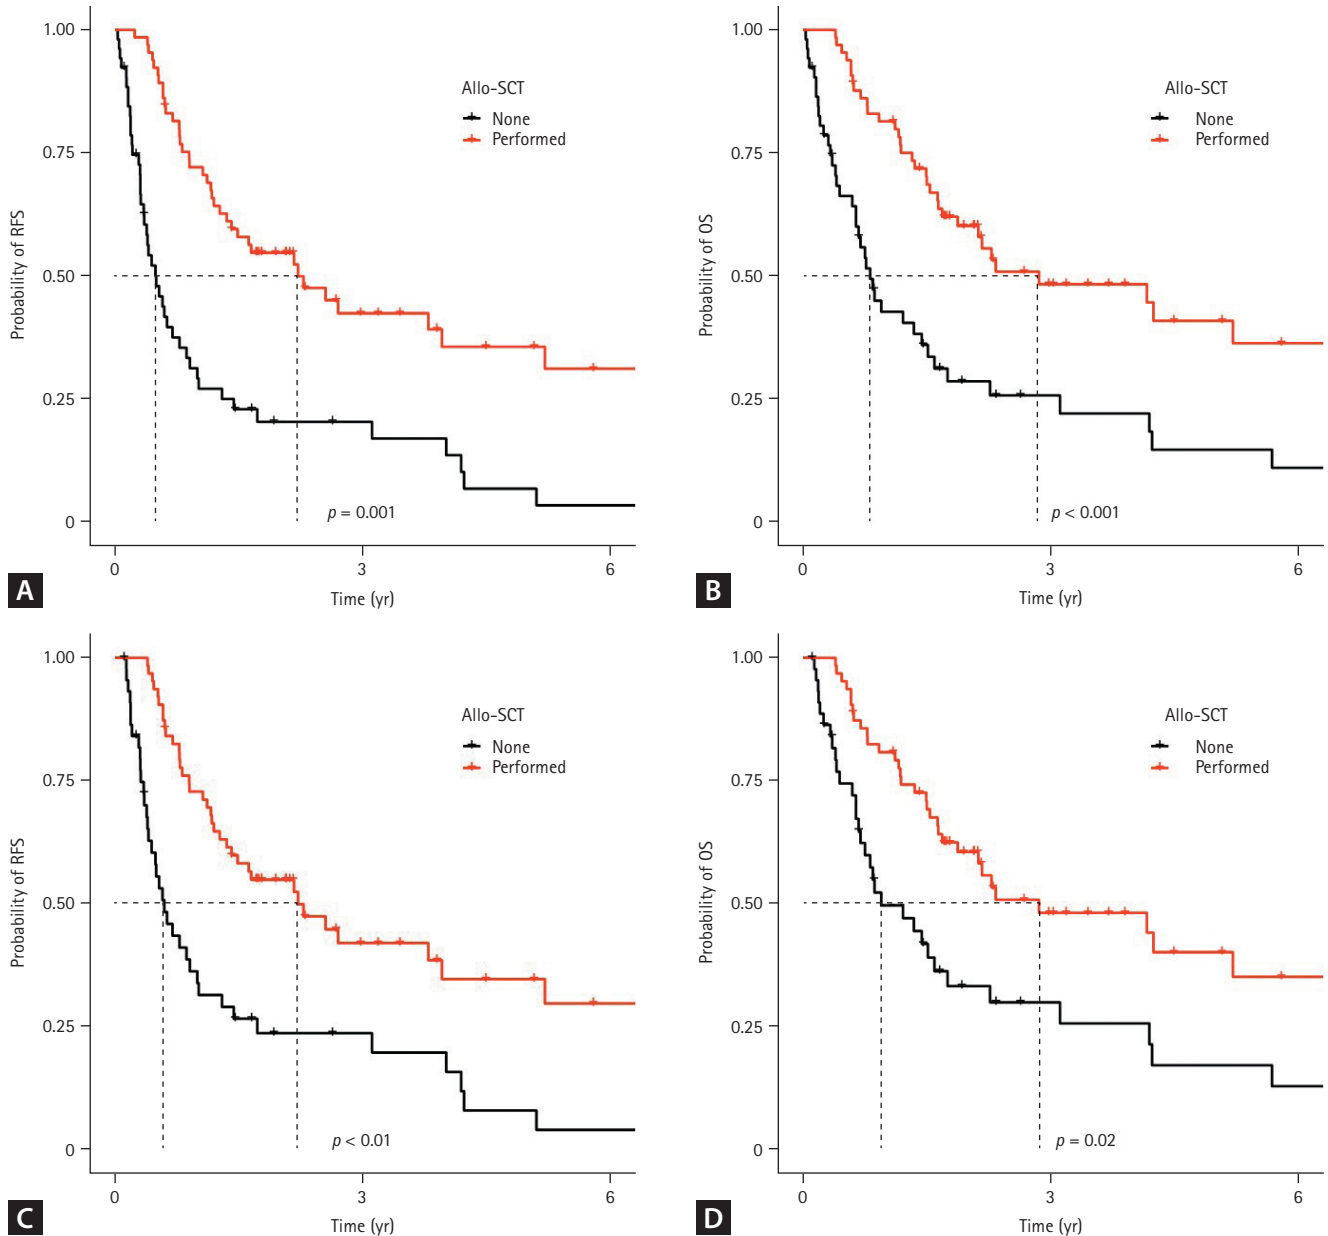 1.00
0.75
0.50
0.25
0
Probability of RFS
Allo-SCT
None
Performed
p = 0.001
0 3 6
Time (yr)
A
1.00
0.75
0.50
0.25
0
Probability of OS
Allo-SCT
None
Performed
p < 0.001
0 3 6
Time (yr)
B
1.00
0.75
0.50
0.25
0
Probability of RFS
Allo-SCT
None
Performed
p < 0.01
0 3 6
Time (yr)
C
1.00
0.75
0.50
0.25
0
Probability of OS
Allo-SCT
None
Performed
p = 0.02
0 3 6
Time (yr)
D